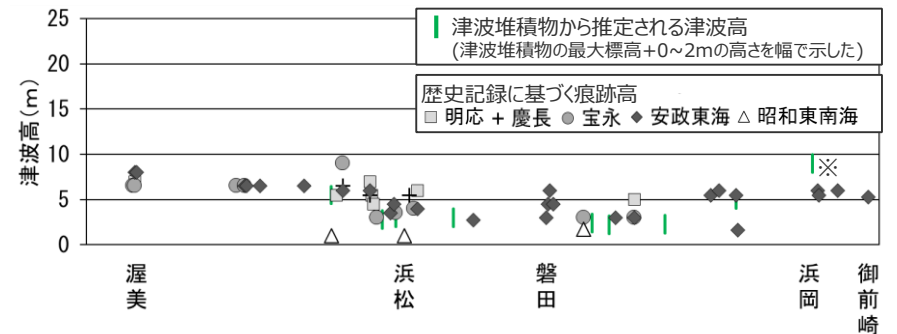 25
20
15
10
5
0
津波高(m)
津波堆積物から推定される津波高
(津波堆積物の最大標高+0~2mの高さを幅で示した)
歴史記録に基づく痕跡高
明応 慶長 宝永 安政東海 昭和東南海
※
渥美
浜松
磐田
浜岡
御前崎